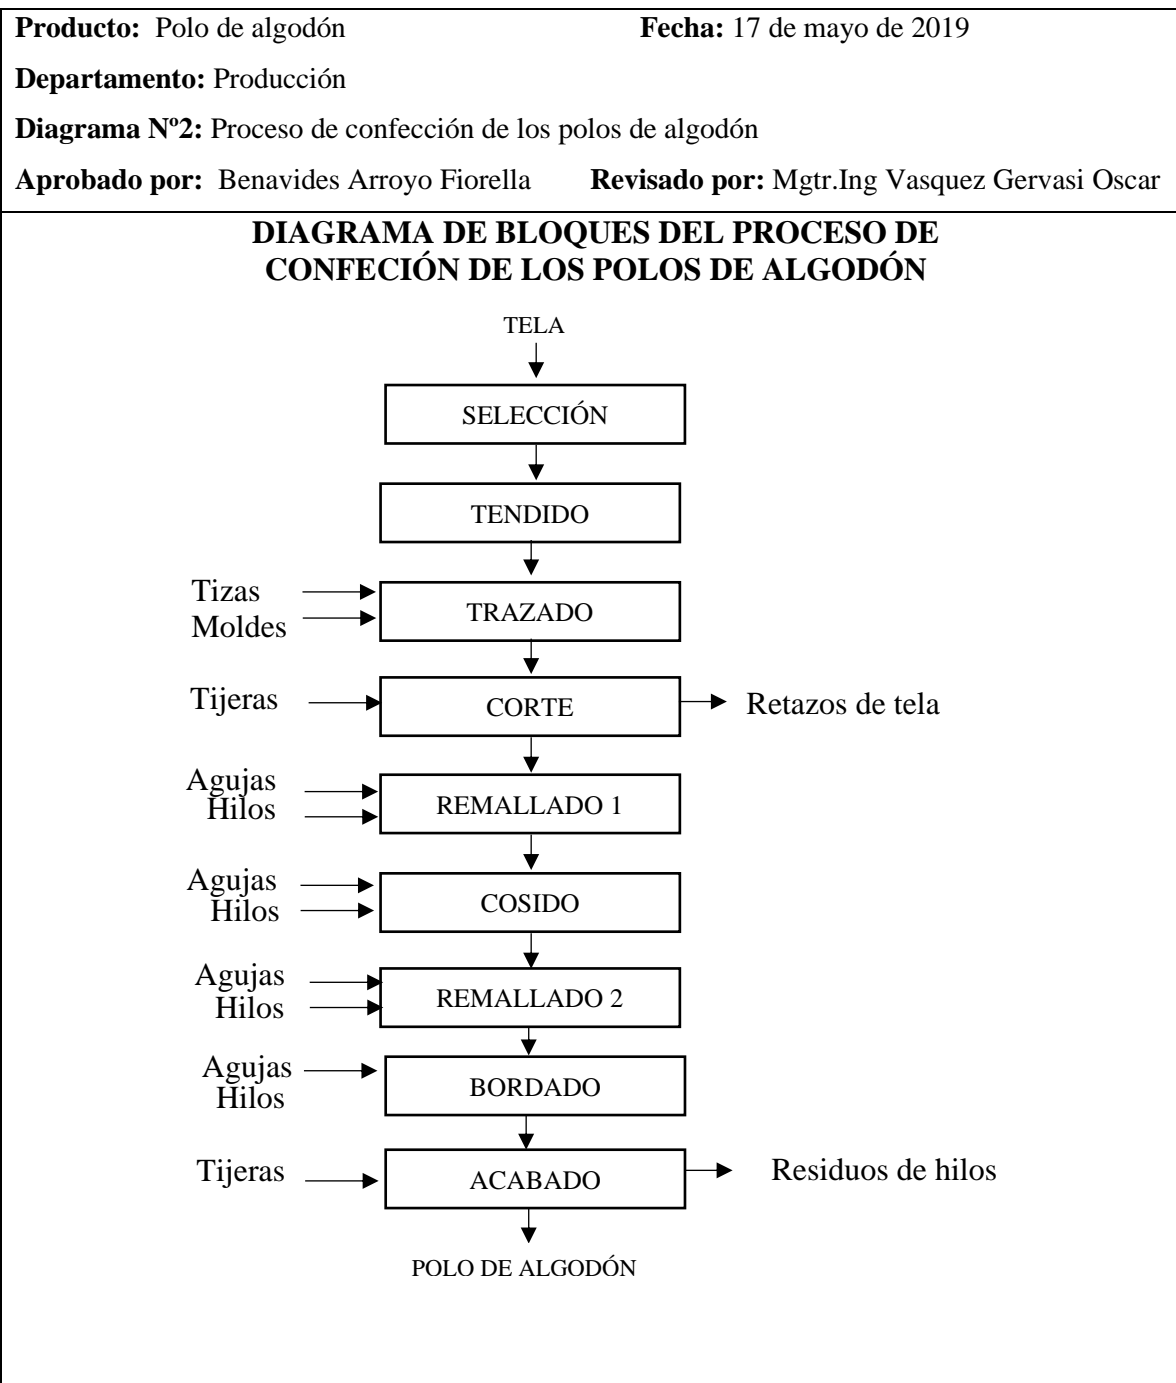 Producto: Polo de algodón Fecha: 17 de mayo de 2019
Departamento: Producción
Diagrama Nº2: Proceso de confección de los polos de algodón
Aprobado por: Benavides Arroyo Fiorella Revisado por: Mgtr.Ing Vasquez Gervasi Oscar
DIAGRAMA DE BLOQUES DEL PROCESO DE
CONFECIÓN DE LOS POLOS DE ALGODÓN
TELA
SELECCIÓN
TENDIDO
Tizas
Moldes
TRAZADO
Tijeras
CORTE
Retazos de tela
Agujas
Hilos
REMALLADO 1
Agujas
Hilos
COSIDO
Agujas
Hilos
REMALLADO 2
Agujas
Hilos
BORDADO
Tijeras
ACABADO
Residuos de hilos
POLO DE ALGODÓN